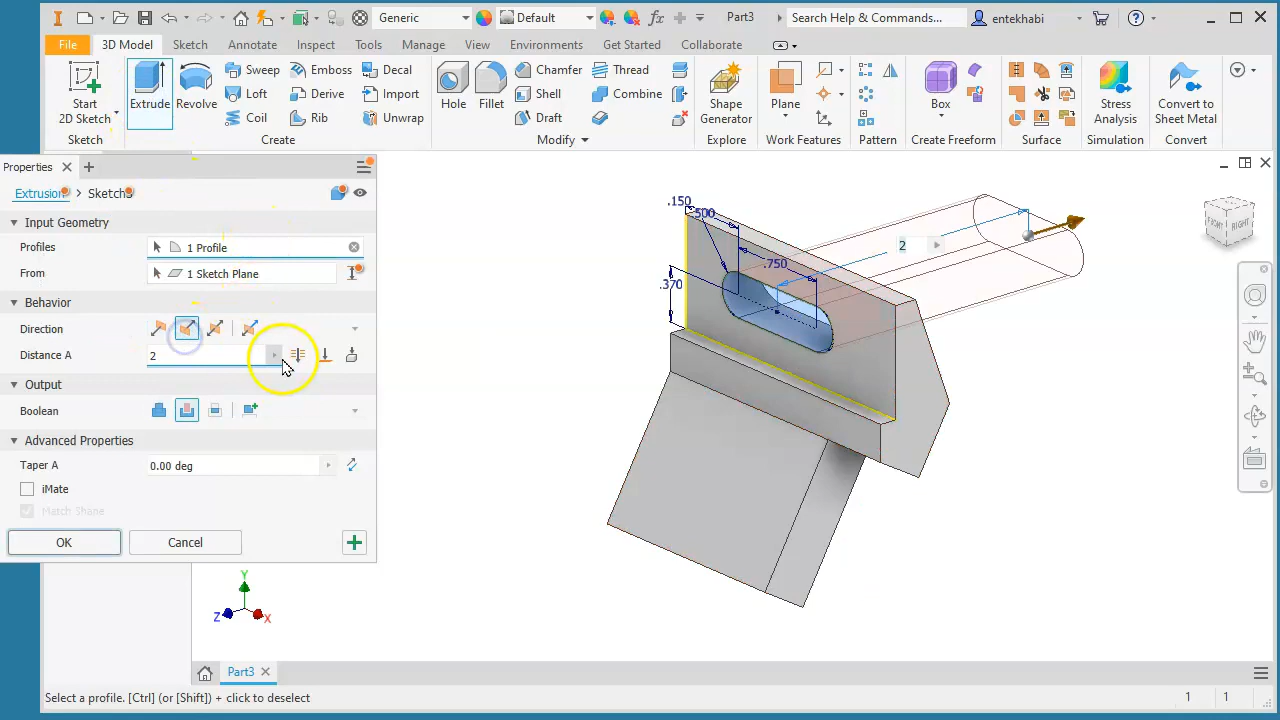 Generic
Default
Part3
Search Help & Commands...
entekhabi
File
3D Model
Sketch
Annotate
Inspect
Tools
Manage
View
Environments
Get Started
Collaborate
Start
2D Sketch
Extrude
Revolve
Sweep
Emboss
Decal
Loft
Derive
Import
Coil
Rib
Unwrap
Hole
Fillet
Chamfer
Thread
Shell
Combine
Draft
Shape
Generator
Plane
Box
Stress
Analysis
Convert to
Sheet Metal
Sketch
Create
Modify
Explore
Work Features
Pattern
Create Freeform
Surface
Simulation
Convert
Properties
Extrusion > Sketch3
Input Geometry
Profiles
1 Profile
From
1 Sketch Plane
Behavior
Direction
Distance A
2
Output
Boolean
Advanced Properties
Taper A
0.00 deg
iMate
Match Shape
OK
Cancel
.150
.500
.750
.370
2
FRONT
RIGHT
Y
Z
X
Part3
Select a profile. [Ctrl] (or [Shift]) + click to deselect
1
1